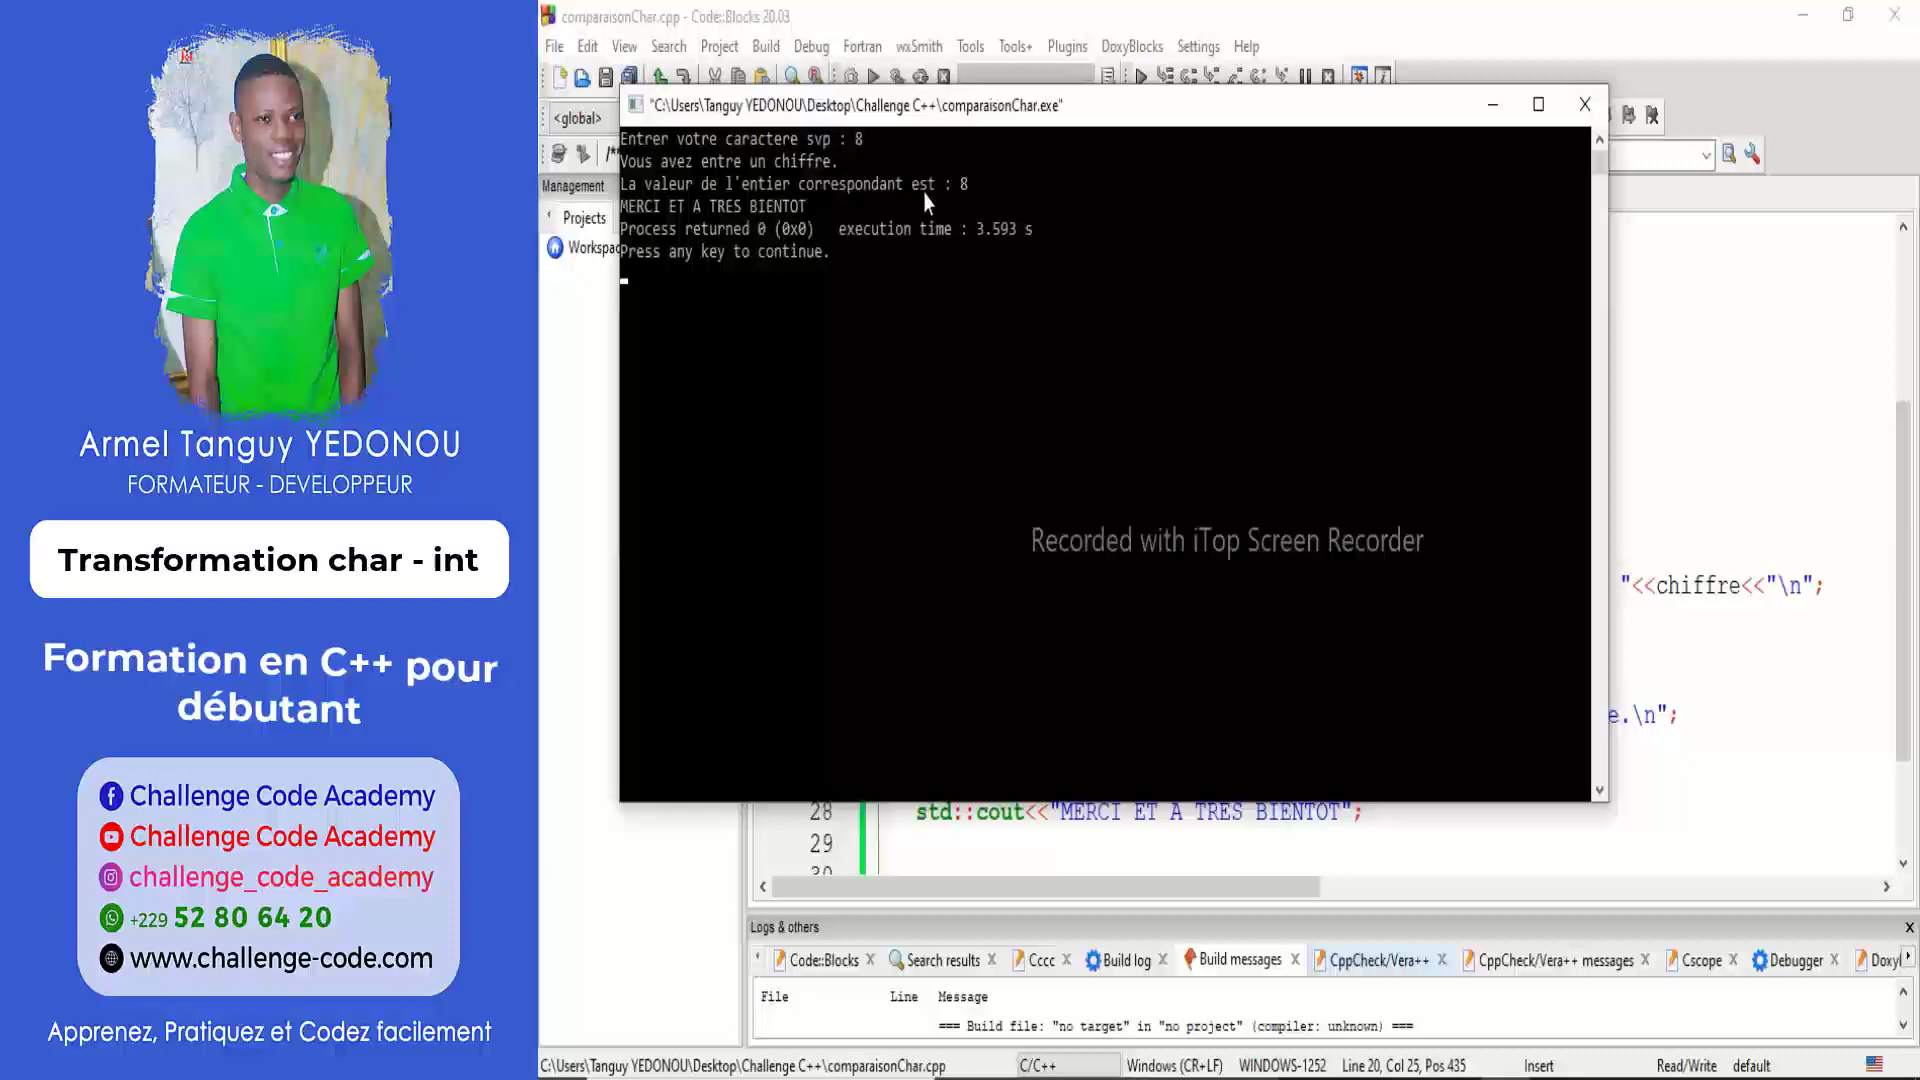 Armel Tanguy YEDONOU
FORMATEUR - DEVELOPPEUR
Transformation char - int
Formation en C++ pour
débutant
Challenge Code Academy
Challenge Code Academy
challenge_code_academy
+229 52 80 64 20
www.challenge-code.com
Apprenez, Pratiquez et Codez facilement
comparaisonChar.cpp - Code::Blocks 20.03
File Edit View Search Project Build Debug Fortran wxSmith Tools Tools+ Plugins DoxyBlocks Settings Help
<global>
/**
Management
Projects
"C:\Users\Tanguy YEDONOU\Desktop\Challenge C++\comparaisonChar.exe"
Entrer votre caractere svp : 8
Vous avez entre un chiffre.
La valeur de l'entier correspondant est : 8
MERCI ET A TRES BIENTOT
Process returned 0 (0x0)   execution time : 3.593 s
Press any key to continue.
Recorded with iTop Screen Recorder
"<<chiffre<<"\n";
e.\n";
28 std::cout<<"MERCI ET A TRES BIENTOT";
29
30
Logs & others
Code::Blocks Search results Cccc Build log Build messages CppCheck/Vera++ CppCheck/Vera++ messages Cscope Debugger
File Line Message
=== Build file: "no target" in "no project" (compiler: unknown) ===
C:\Users\Tanguy YEDONOU\Desktop\Challenge C++\comparaisonChar.cpp C/C++ Windows (CR+LF) WINDOWS-1252 Line 20, Col 25, Pos 435 Insert Read/Write default